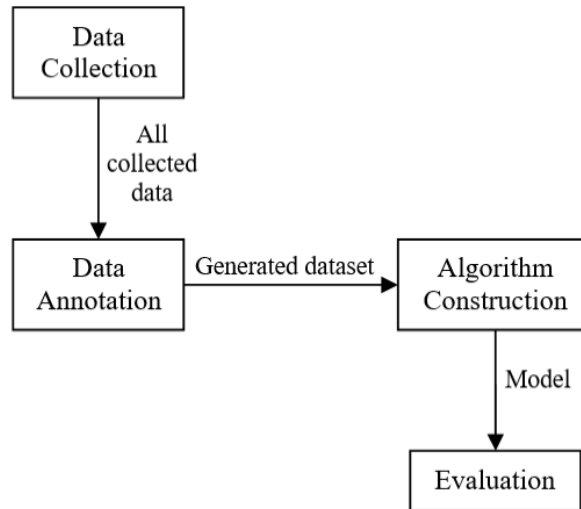 Data
Collection
All
collected
data
Data
Annotation
Generated dataset
Algorithm
Construction
Model
Evaluation